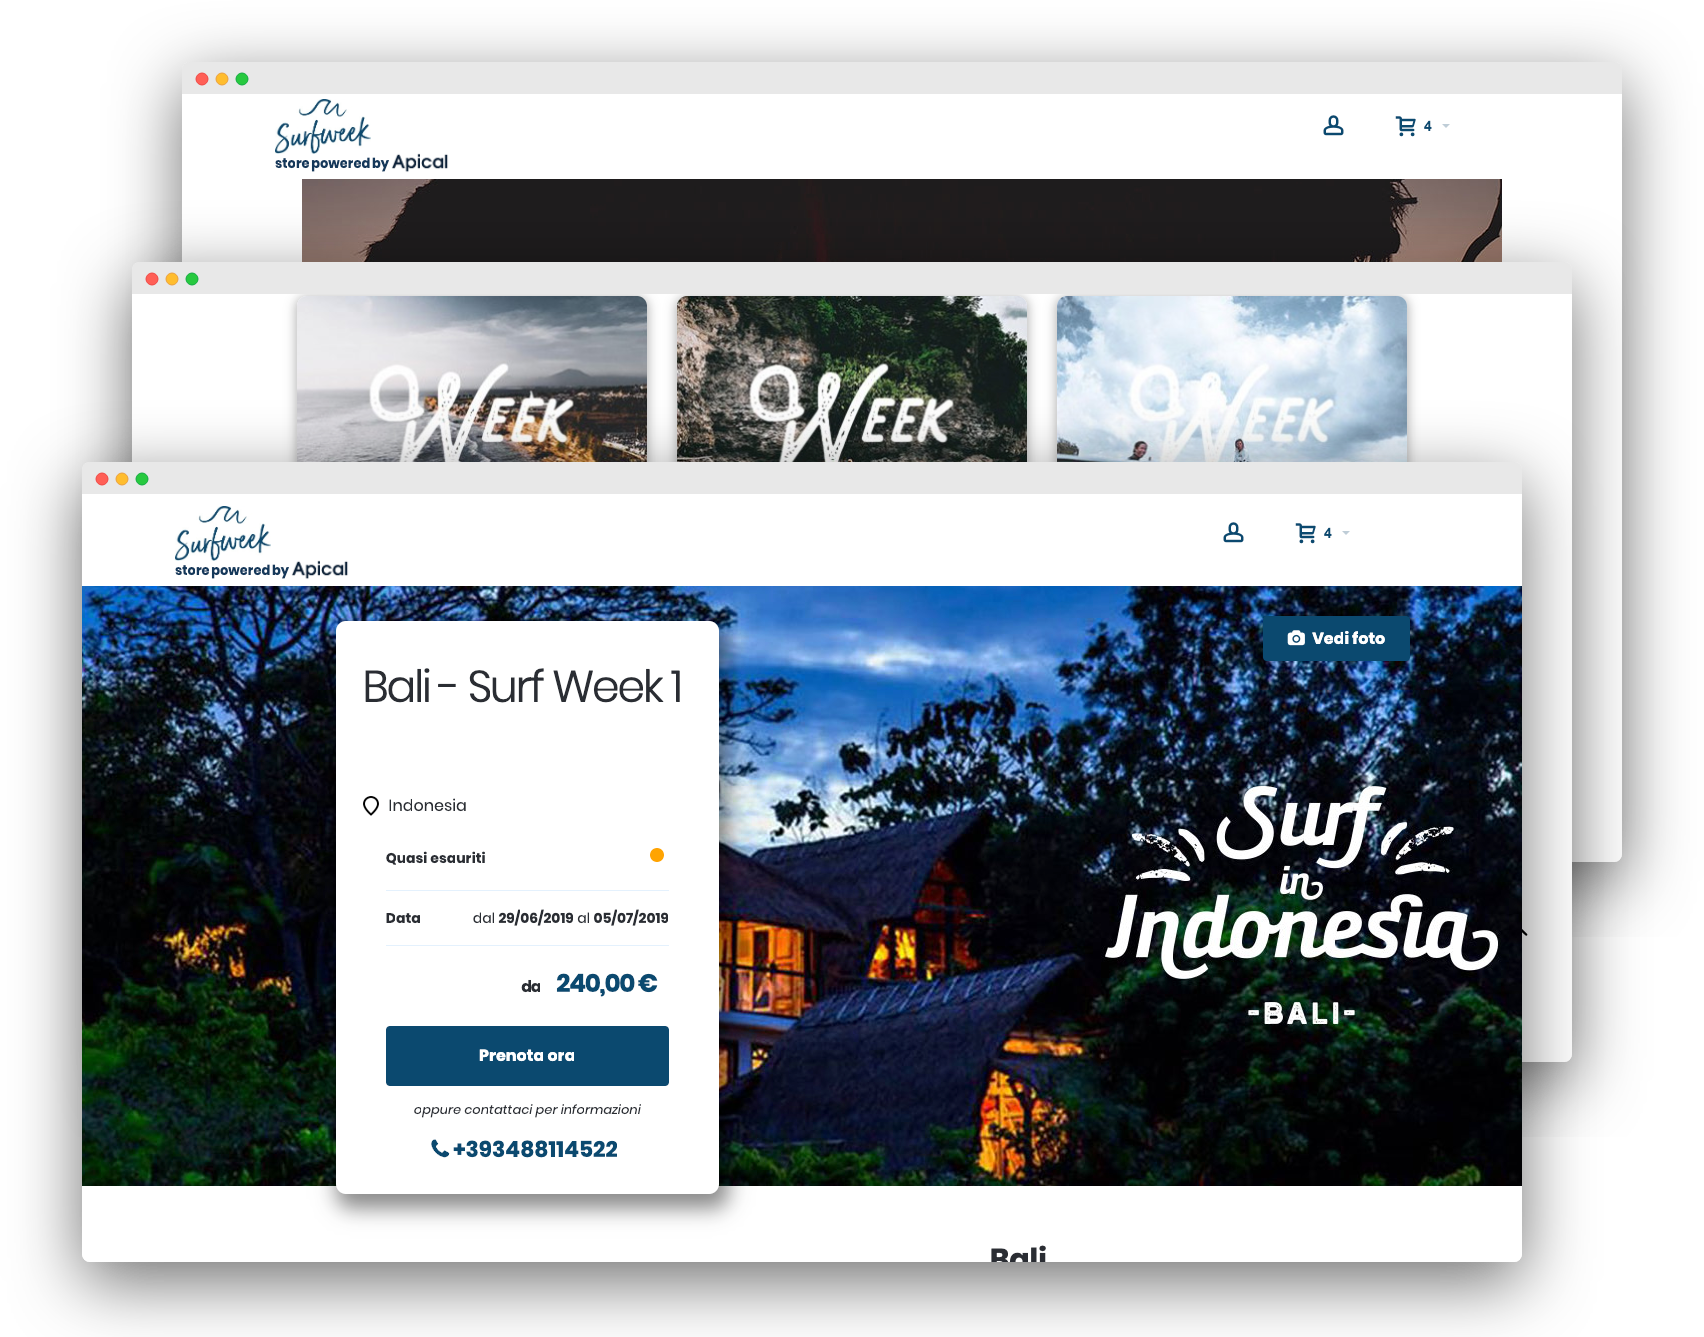 Surfweek
store powered by Apical
4
a WEEK
a WEEK
a WEEK
Surfweek
store powered by Apical
4
Vedi foto
Bali - Surf Week 1
Indonesia
Quasi esauriti
Data dal 29/06/2019 al 05/07/2019
da 240,00 €
Prenota ora
oppure contattaci per informazioni
+393488114522
Surf
in
Indonesia
-BALI-
Bali